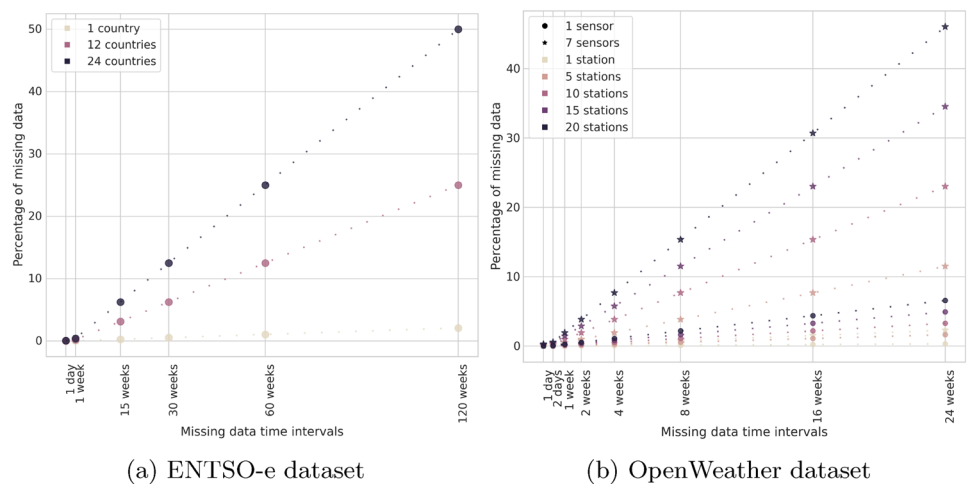 50
40
30
20
10
0
Percentage of missing data
1 country
12 countries
24 countries
1 day
1 week
15 weeks
30 weeks
60 weeks
120 weeks
Missing data time intervals
(a) ENTSO-e dataset
40
30
20
10
0
Percentage of missing data
1 sensor
7 sensors
1 station
5 stations
10 stations
15 stations
20 stations
1 day
2 days
1 week
2 weeks
4 weeks
8 weeks
16 weeks
24 weeks
Missing data time intervals
(b) OpenWeather dataset